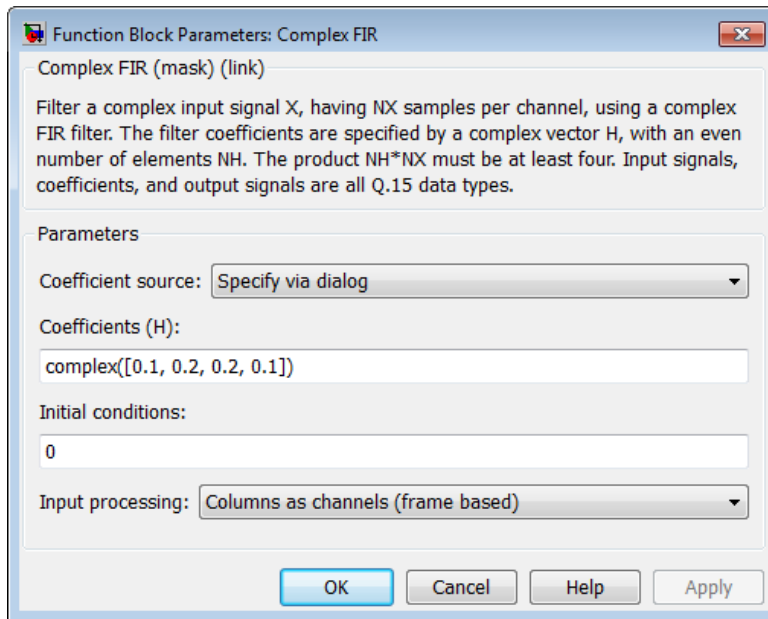 Function Block Parameters: Complex FIR
Complex FIR (mask) (link)
Filter a complex input signal X, having NX samples per channel, using a complex
FIR filter. The filter coefficients are specified by a complex vector H, with an even
number of elements NH. The product NH*NX must be at least four. Input signals,
coefficients, and output signals are all Q.15 data types.
Parameters
Coefficient source: Specify via dialog
Coefficients (H):
complex([0.1, 0.2, 0.2, 0.1])
Initial conditions:
0
Input processing: Columns as channels (frame based)
OK Cancel Help Apply